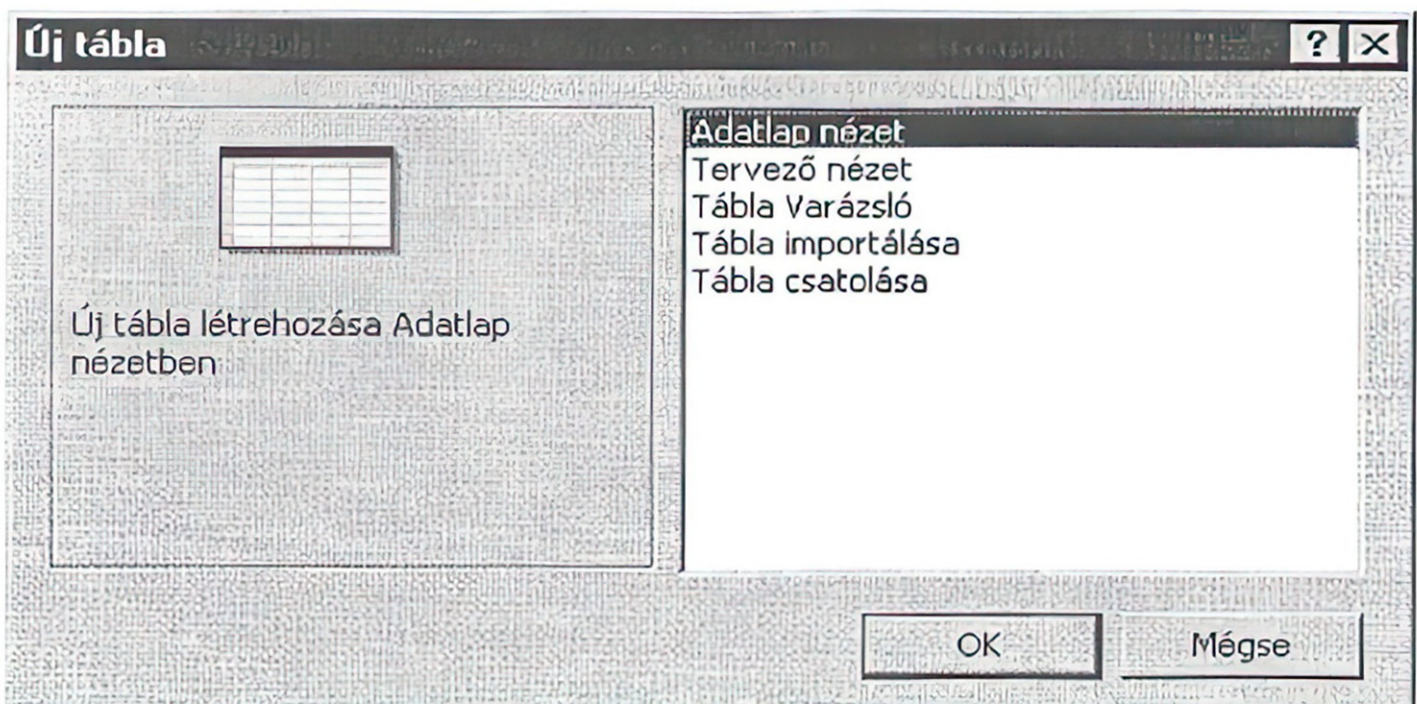 Új tábla
Új tábla létrehozása Adatlap
nézetben
Adatlap nézet
Tervező nézet
Tábla Varázsló
Tábla importálása
Tábla csatolása
OK
Mégse